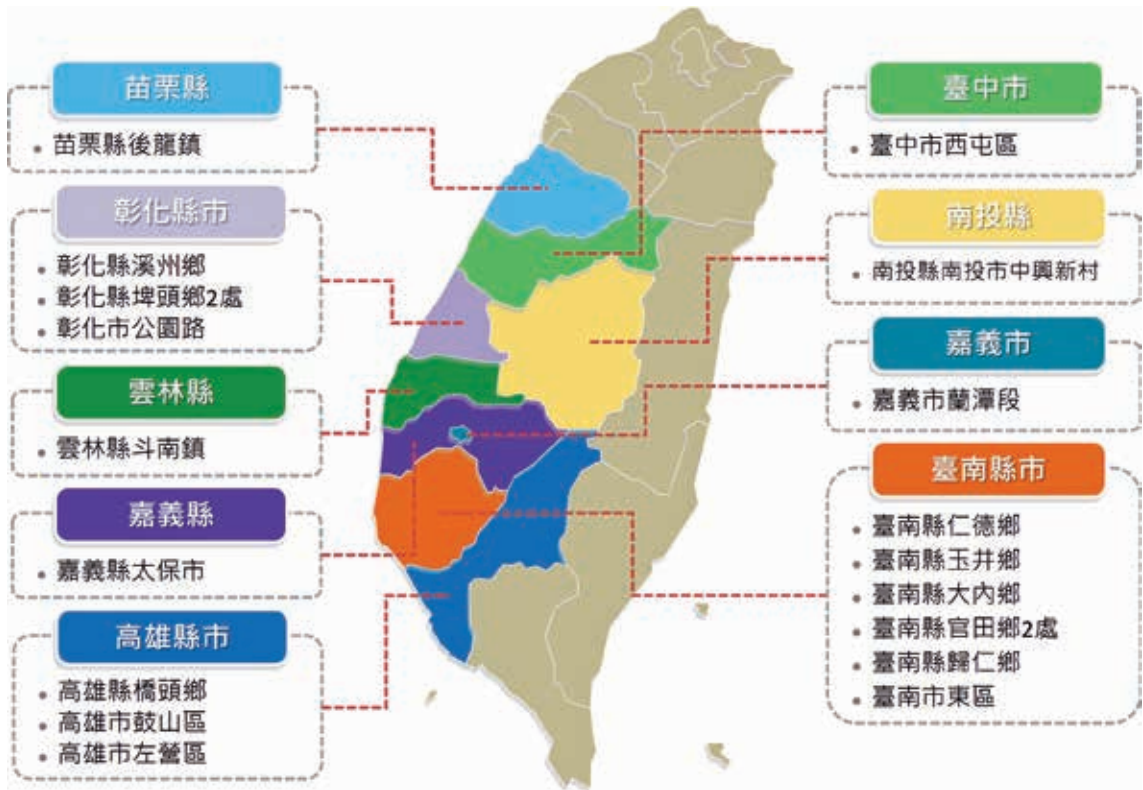 苗栗縣
• 苗栗縣後龍鎮
彰化縣市
• 彰化縣溪州鄉
• 彰化縣埤頭鄉2處
• 彰化市公園路
雲林縣
• 雲林縣斗南鎮
嘉義縣
• 嘉義縣太保市
高雄縣市
• 高雄縣橋頭鄉
• 高雄市鼓山區
• 高雄市左營區
臺中市
• 臺中市西屯區
南投縣
• 南投縣南投市中興新村
嘉義市
• 嘉義市蘭潭段
臺南縣市
• 臺南縣仁德鄉
• 臺南縣玉井鄉
• 臺南縣大內鄉
• 臺南縣官田鄉2處
• 臺南縣歸仁鄉
• 臺南市東區